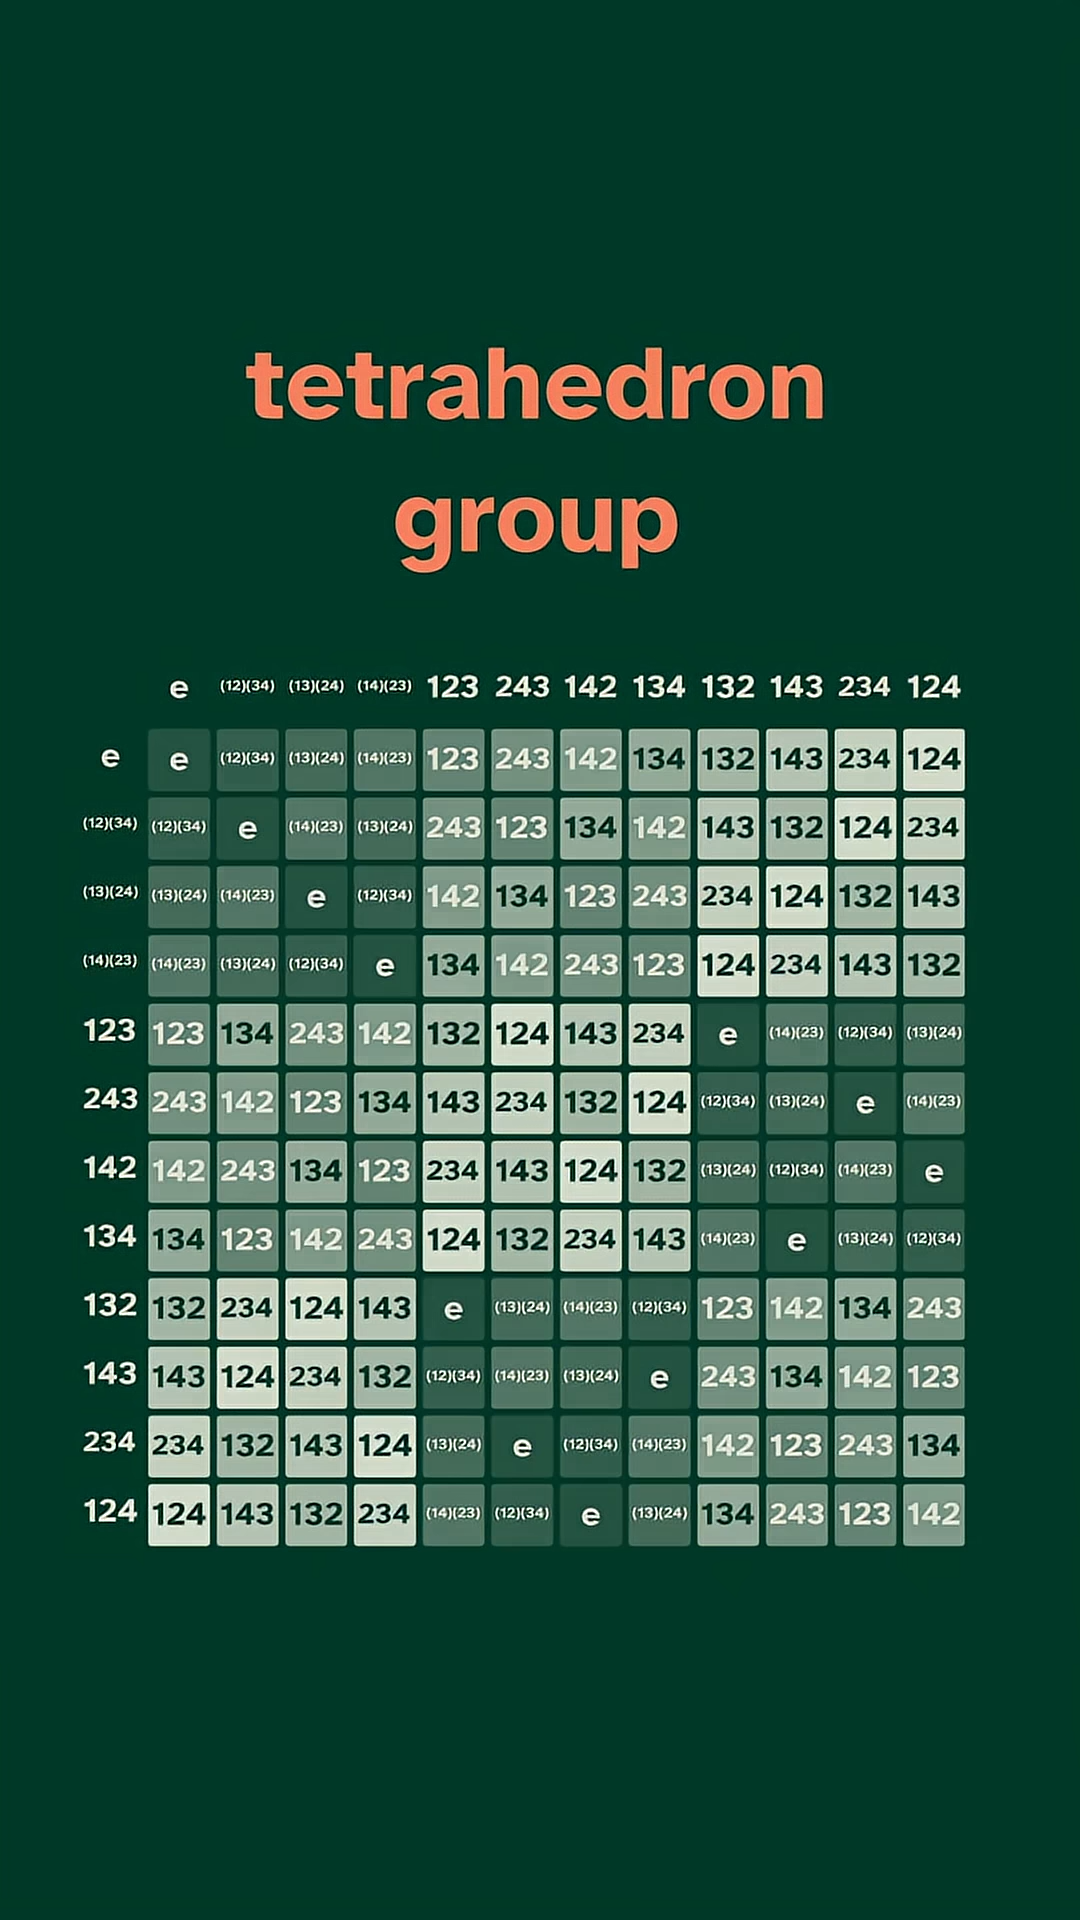 tetrahedron
group
e (12)(34) (13)(24) (14)(23) 123 243 142 134 132 143 234 124
e e (12)(34) (13)(24) (14)(23) 123 243 142 134 132 143 234 124
(12)(34) (12)(34) e (14)(23) (13)(24) 243 123 134 142 143 132 124 234
(13)(24) (13)(24) (14)(23) e (12)(34) 142 134 123 243 234 124 132 143
(14)(23) (14)(23) (13)(24) (12)(34) e 134 142 243 123 124 234 143 132
123 123 134 243 142 132 124 143 234 e (14)(23) (12)(34) (13)(24)
243 243 142 123 134 143 234 132 124 (12)(34) (13)(24) e (14)(23)
142 142 243 134 123 234 143 124 132 (13)(24) (12)(34) (14)(23) e
134 134 123 142 243 124 132 234 143 (14)(23) e (13)(24) (12)(34)
132 132 234 124 143 e (13)(24) (14)(23) (12)(34) 123 142 134 243
143 143 124 234 132 (12)(34) (14)(23) (13)(24) e 243 134 142 123
234 234 132 143 124 (13)(24) e (12)(34) (14)(23) 142 123 243 134
124 124 143 132 234 (14)(23) (12)(34) e (13)(24) 134 243 123 142